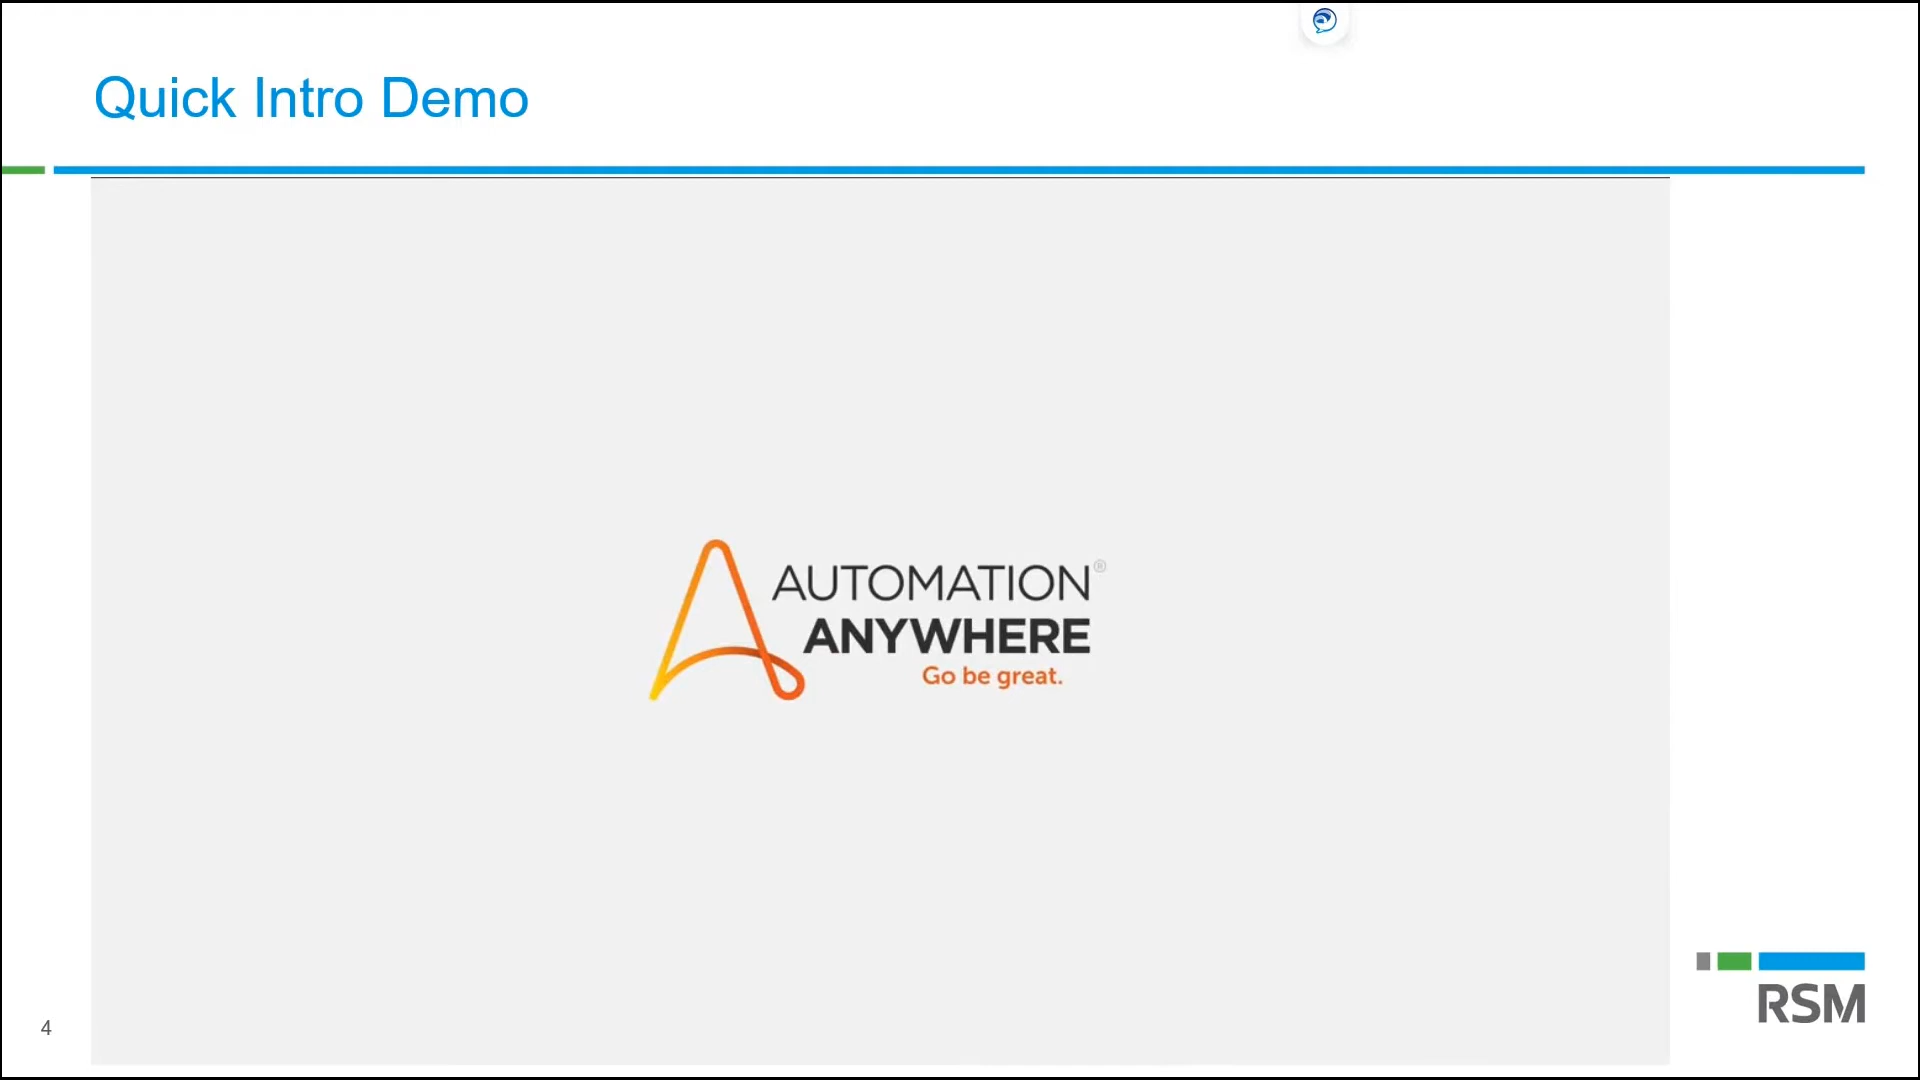 Quick Intro Demo
AUTOMATION®
ANYWHERE
Go be great.
RSM
4